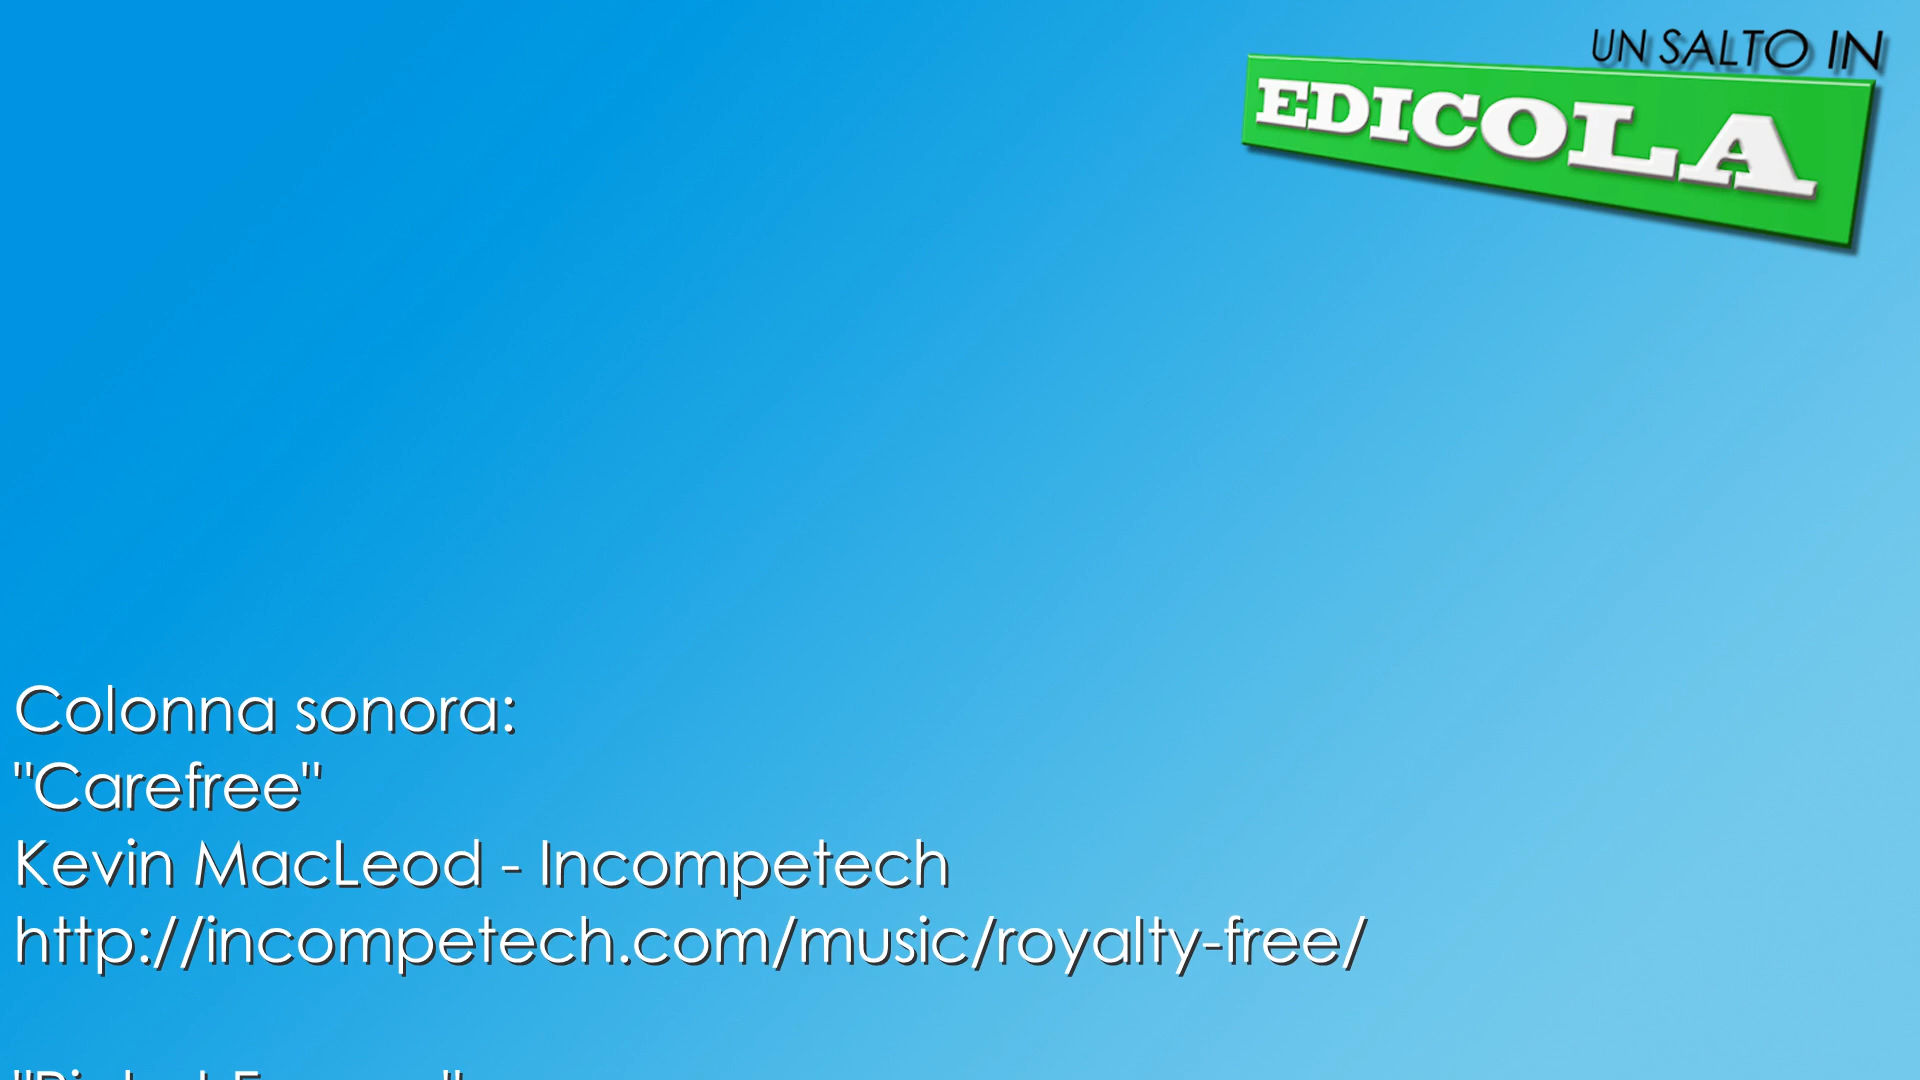 UN SALTO IN
EDICOLA
Colonna sonora:
"Carefree"
Kevin MacLeod - Incompetech
http://incompetech.com/music/royalty-free/